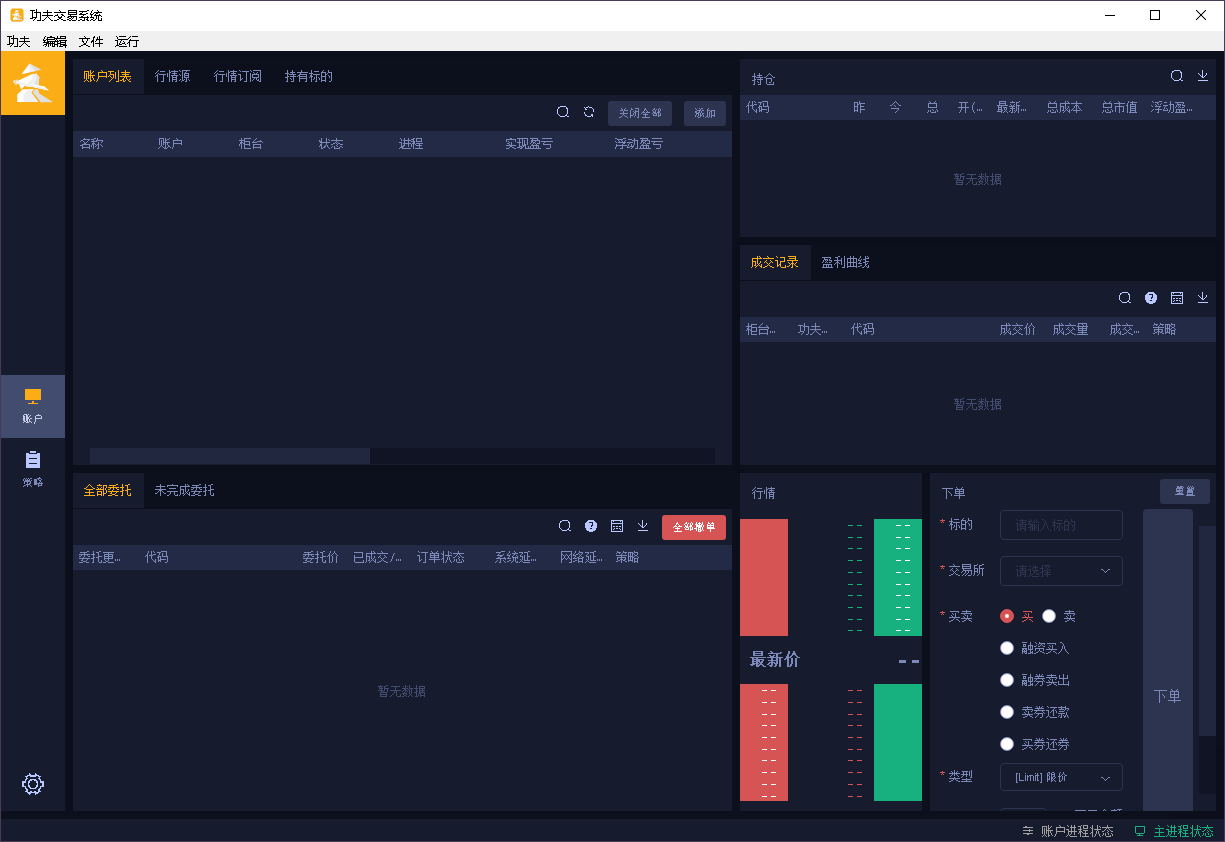 功夫交易系统
功夫 编辑 文件 运行
账户列表 行情源 行情订阅 持有标的
关闭全部 添加
名称 账户 柜台 状态 进程 实现盈亏 浮动盈亏
持仓
代码 昨 今 总 开(... 最新... 总成本 总市值 浮动盈...
暂无数据
成交记录 盈利曲线
柜台... 功夫... 代码 成交价 成交量 成交... 策略
暂无数据
账户
策略
全部委托 未完成委托
全部撤单
委托更... 代码 委托价 已成交/... 订单状态 系统延... 网络延... 策略
暂无数据
行情
-- --
-- --
-- --
-- --
-- --
-- --
-- --
-- --
-- --
-- --
最新价 --
-- --
-- --
-- --
-- --
-- --
-- --
-- --
-- --
-- --
-- --
下单 重置
* 标的 请输入标的
* 交易所 请选择
* 买卖 买 卖
融资买入
融券卖出
卖券还款
买券还券
* 类型 [Limit] 限价
下单
账户进程状态 主进程状态